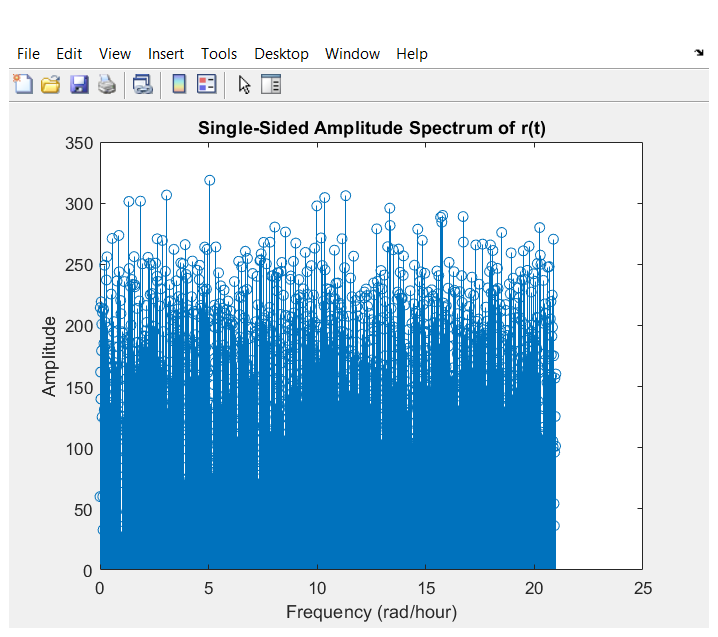 File Edit View Insert Tools Desktop Window Help
Single-Sided Amplitude Spectrum of r(t)
350
300
250
200
150
100
50
0
Amplitude
0 5 10 15 20 25
Frequency (rad/hour)